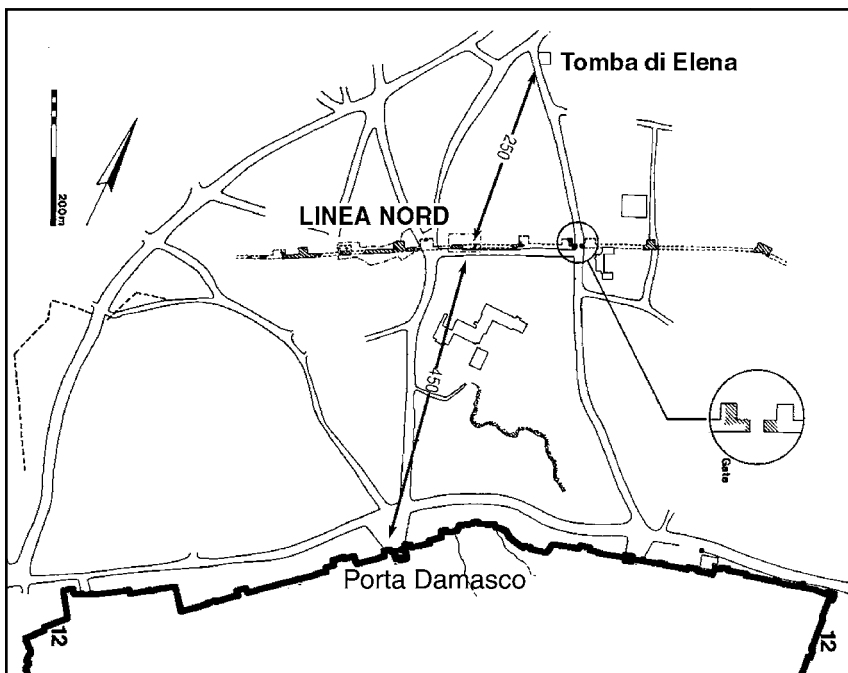 Tomba di Elena
250
200m
LINEA NORD
450
Gate
Porta Damasco
12
12